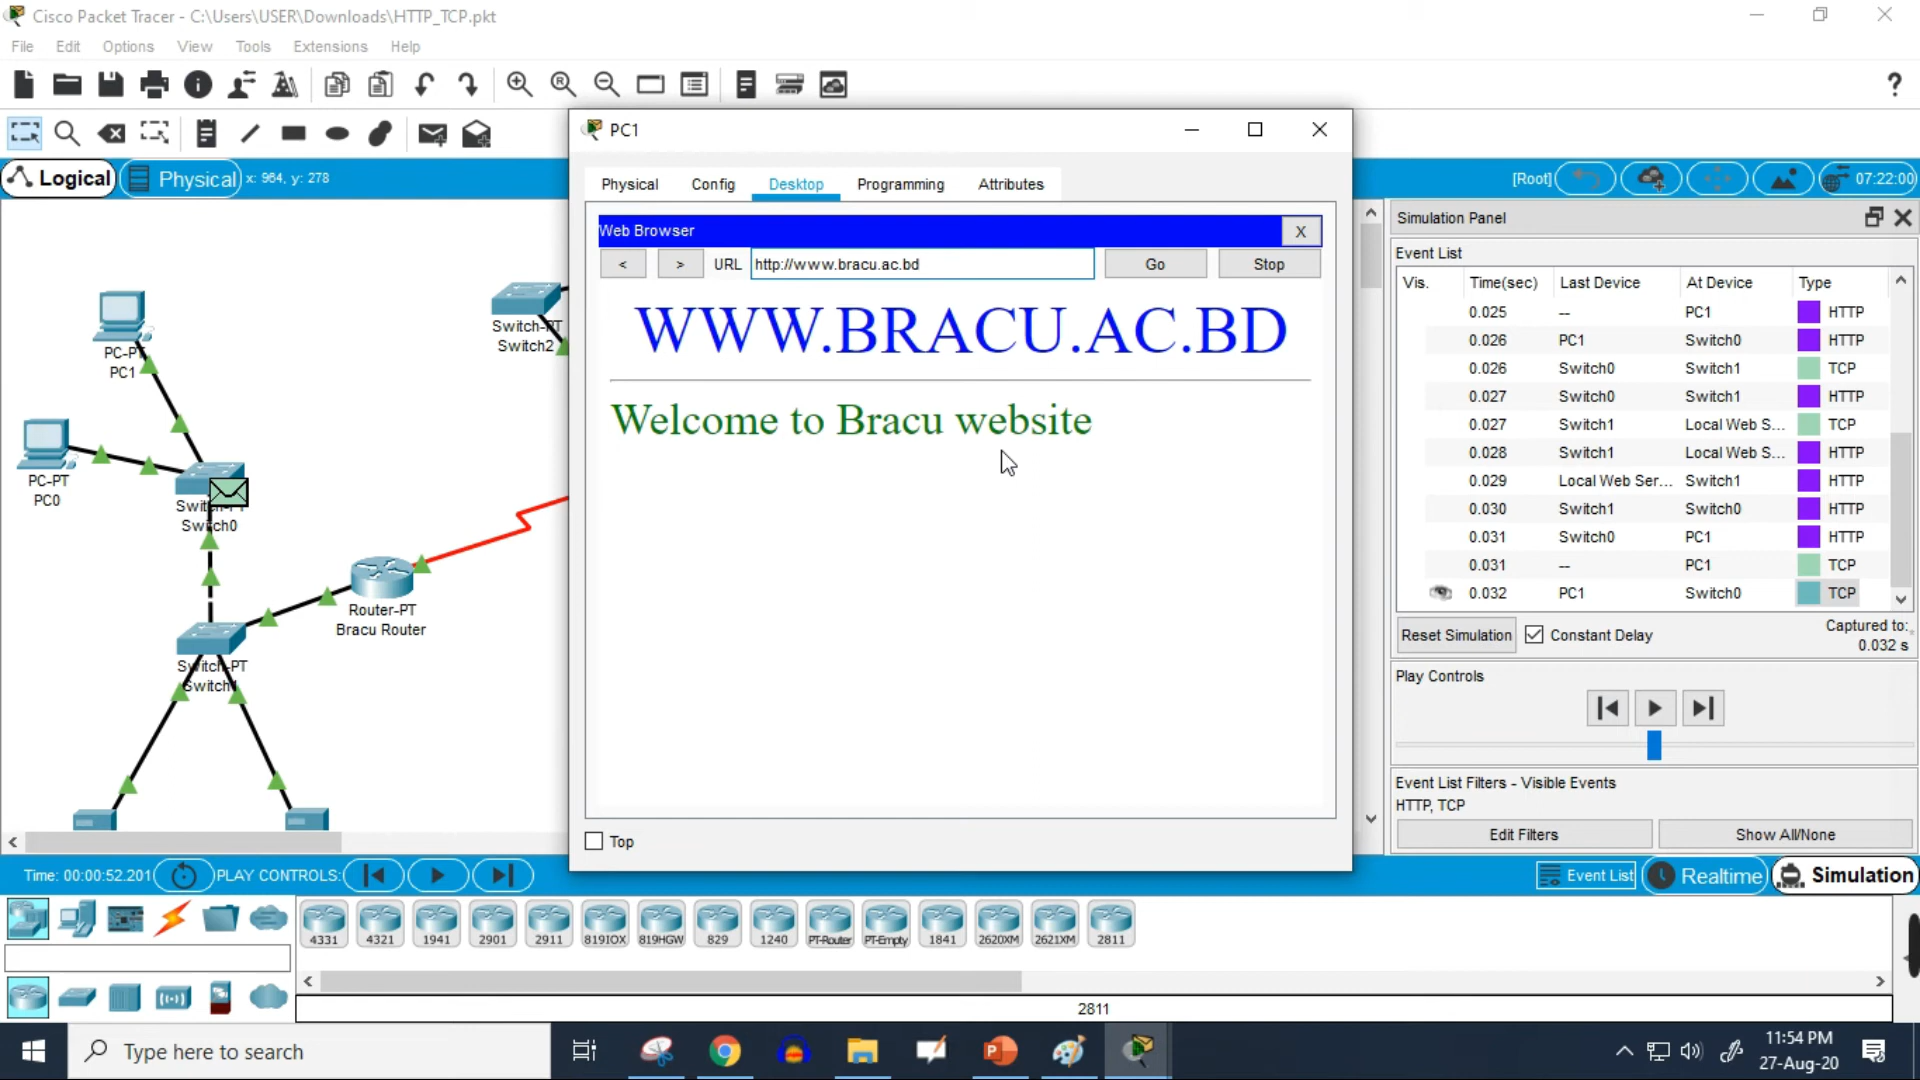 Cisco Packet Tracer - C:\Users\USER\Downloads\HTTP_TCP.pkt
File Edit Options View Tools Extensions Help
Logical Physical x: 964, y: 278 [Root] 07:22:00
PC1
Physical Config Desktop Programming Attributes
Web Browser X
< > URL http://www.bracu.ac.bd Go Stop
WWW.BRACU.AC.BD
Welcome to Bracu website
Top
PC-PT
PC1
PC-PT
PC0
Switch0
Switch-PT
Switch2
Router-PT
Bracu Router
Switch-PT
Switch1
Simulation Panel
Event List
Vis. Time(sec) Last Device At Device Type
0.025 -- PC1 HTTP
0.026 PC1 Switch0 HTTP
0.026 Switch0 Switch1 TCP
0.027 Switch0 Switch1 HTTP
0.027 Switch1 Local Web S... TCP
0.028 Switch1 Local Web S... HTTP
0.029 Local Web Ser... Switch1 HTTP
0.030 Switch1 Switch0 HTTP
0.031 Switch0 PC1 HTTP
0.031 -- PC1 TCP
0.032 PC1 Switch0 TCP
Reset Simulation Constant Delay Captured to:
0.032 s
Play Controls
Event List Filters - Visible Events
HTTP, TCP
Edit Filters Show All/None
Time: 00:00:52.201 PLAY CONTROLS: Event List Realtime Simulation
4331 4321 1941 2901 2911 819IOX 819HGW 829 1240 PT-Router PT-Empty 1841 2620XM 2621XM 2811
2811
Type here to search
11:54 PM
27-Aug-20